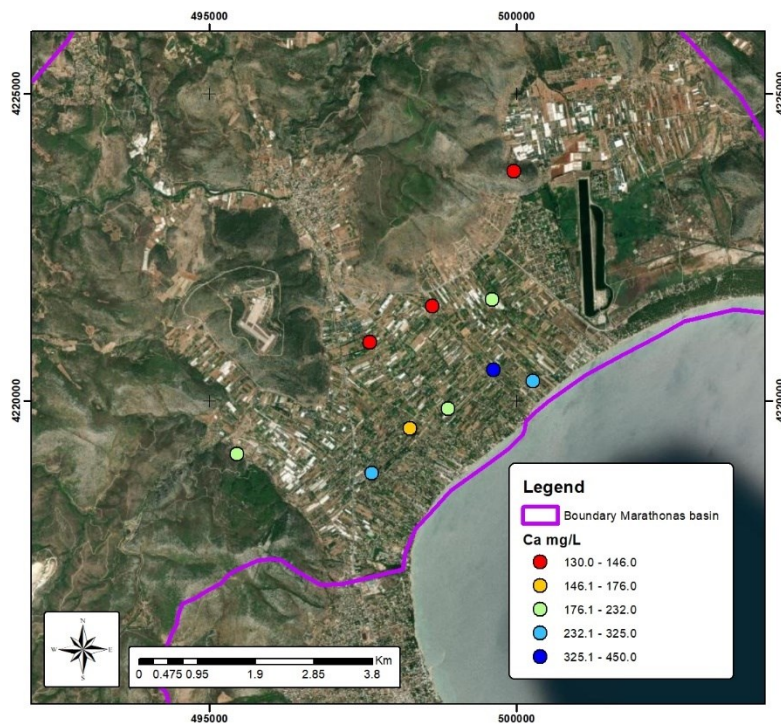 495000 500000
4225000 4225000
4220000 4220000
Legend
Boundary Marathonas basin
Ca mg/L
130.0 - 146.0
146.1 - 176.0
176.1 - 232.0
232.1 - 325.0
325.1 - 450.0
N
W E
S
Km
0 0.475 0.95 1.9 2.85 3.8
495000 500000